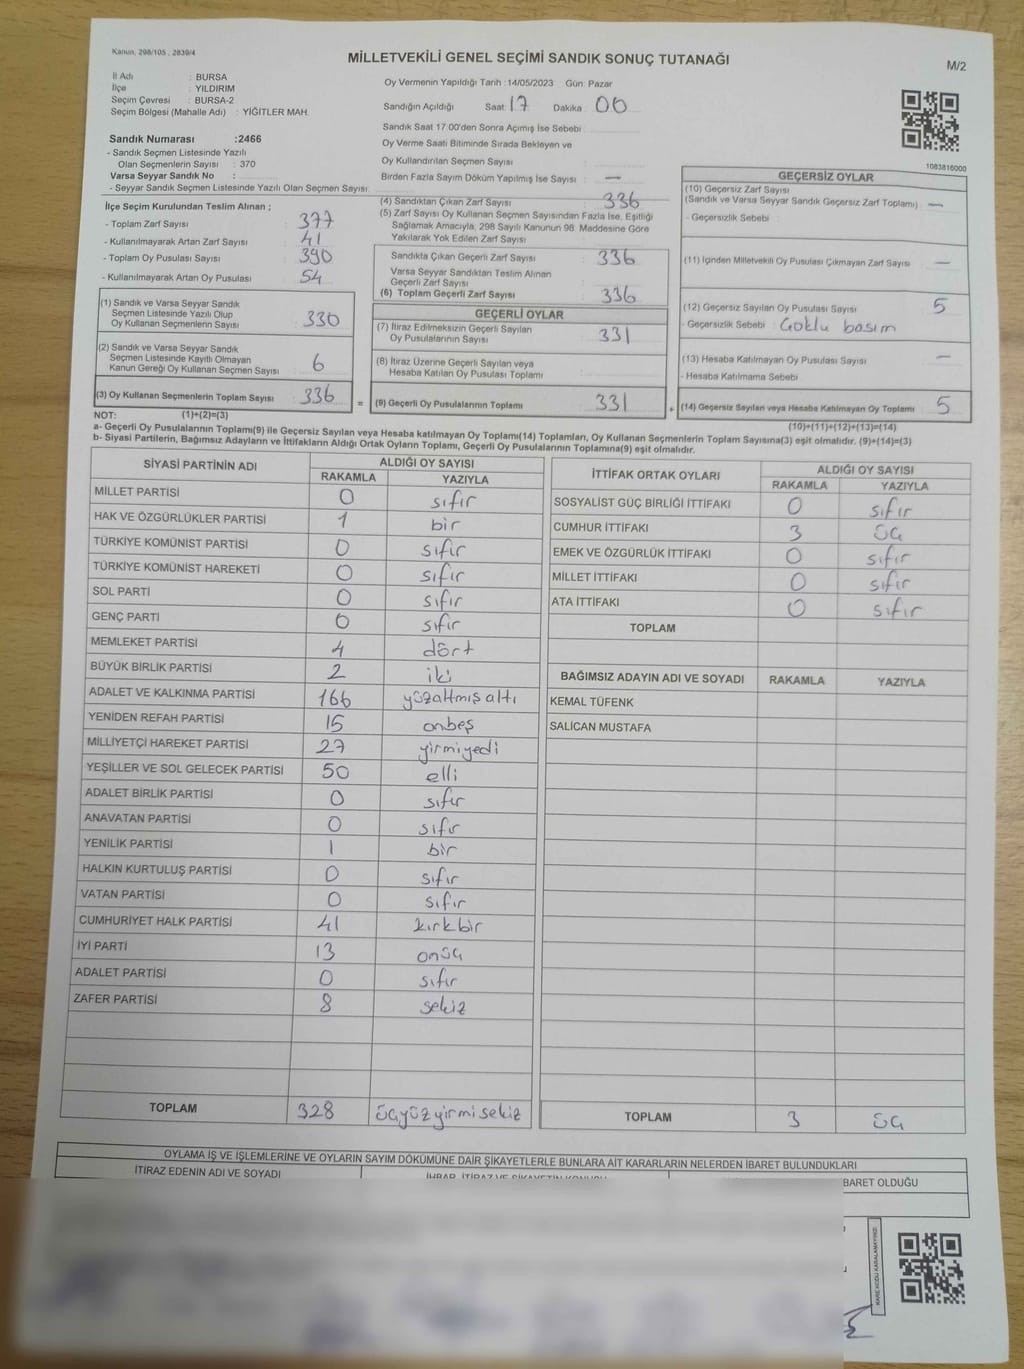 Kanun, 298/105 ; 2839/4
MİLLETVEKİLİ GENEL SEÇİMİ SANDIK SONUÇ TUTANAĞI
M/2
İl Adı : BURSA
İlçe : YILDIRIM
Seçim Çevresi : BURSA-2
Seçim Bölgesi (Mahalle Adı) : YİĞİTLER MAH.
Sandık Numarası :2466
- Sandık Seçmen Listesinde Yazılı
Olan Seçmenlerin Sayısı : 370
Varsa Seyyar Sandık No :
- Seyyar Sandık Seçmen Listesinde Yazılı Olan Seçmen Sayısı:
Oy Vermenin Yapıldığı Tarih :14/05/2023 Gün: Pazar
Sandığın Açıldığı Saat 17 Dakika 00
Sandık Saat 17.00'den Sonra Açımış İse Sebebi
Oy Verme Saati Bitiminde Sırada Bekleyen ve
Oy Kullandırılan Seçmen Sayısı
Birden Fazla Sayım Döküm Yapılmış İse Sayısı : —
1083816000
İlçe Seçim Kurulundan Teslim Alınan ;
- Toplam Zarf Sayısı : 377
- Kullanılmayarak Artan Zarf Sayısı : 41
- Toplam Oy Pusulası Sayısı : 390
- Kullanılmayarak Artan Oy Pusulası : 54
(1) Sandık ve Varsa Seyyar Sandık
Seçmen Listesinde Yazılı Olup
Oy Kullanan Seçmenlerin Sayısı : 330
(2) Sandık ve Varsa Seyyar Sandık
Seçmen Listesinde Kayıtlı Olmayan
Kanun Gereği Oy Kullanan Seçmen Sayısı : 6
(3) Oy Kullanan Seçmenlerin Toplam Sayısı : 336
(4) Sandıktan Çıkan Zarf Sayısı : 336
(5) Zarf Sayısı Oy Kullanan Seçmen Sayısından Fazla İse, Eşitliği
Sağlamak Amacıyla, 298 Sayılı Kanunun 98. Maddesine Göre
Yakılarak Yok Edilen Zarf Sayısı
Sandıkta Çıkan Geçerli Zarf Sayısı : 336
Varsa Seyyar Sandıktan Teslim Alınan
Geçerli Zarf Sayısı
(6) Toplam Geçerli Zarf Sayısı : 336
GEÇERLİ OYLAR
(7) İtiraz Edilmeksizin Geçerli Sayılan
Oy Pusulalarının Sayısı : 331
(8) İtiraz Üzerine Geçerli Sayılan veya
Hesaba Katılan Oy Pusulası Toplamı
= (9) Geçerli Oy Pusulalarının Toplamı : 331
GEÇERSİZ OYLAR
(10) Geçersiz Zarf Sayısı
(Sandık ve Varsa Seyyar Sandık Geçersiz Zarf Toplamı) : —
- Geçersizlik Sebebi :
(11) İçinden Milletvekili Oy Pusulası Çıkmayan Zarf Sayısı —
(12) Geçersiz Sayılan Oy Pusulası Sayısı : 5
- Geçersizlik Sebebi : Çoklu basım
(13) Hesaba Katılmayan Oy Pusulası Sayısı : —
- Hesaba Katılmama Sebebi
+ (14) Geçersiz Sayılan veya Hesaba Katılmayan Oy Toplamı : 5
NOT: (1)+(2)=(3)
(10)+(11)+(12)+(13)=(14)
a- Geçerli Oy Pusulalarının Toplamı(9) ile Geçersiz Sayılan veya Hesaba katılmayan Oy Toplamı(14) Toplamları, Oy Kullanan Seçmenlerin Toplam Sayısına(3) eşit olmalıdır. (9)+(14)=(3)
b- Siyasi Partilerin, Bağımsız Adayların ve İttifakların Aldığı Ortak Oyların Toplamı, Geçerli Oy Pusulalarının Toplamına(9) eşit olmalıdır.
SİYASİ PARTİNİN ADI ALDIĞI OY SAYISI
RAKAMLA YAZIYLA
MİLLET PARTİSİ 0 sıfır
HAK VE ÖZGÜRLÜKLER PARTİSİ 1 bir
TÜRKİYE KOMÜNİST PARTİSİ 0 sıfır
TÜRKİYE KOMÜNİST HAREKETİ 0 sıfır
SOL PARTİ 0 sıfır
GENÇ PARTİ 0 sıfır
MEMLEKET PARTİSİ 4 dört
BÜYÜK BİRLİK PARTİSİ 2 iki
ADALET VE KALKINMA PARTİSİ 166 yüzaltmışaltı
YENİDEN REFAH PARTİSİ 15 onbeş
MİLLİYETÇİ HAREKET PARTİSİ 27 yirmiyedi
YEŞİLLER VE SOL GELECEK PARTİSİ 50 elli
ADALET BİRLİK PARTİSİ 0 sıfır
ANAVATAN PARTİSİ 0 sıfır
YENİLİK PARTİSİ 1 bir
HALKIN KURTULUŞ PARTİSİ 0 sıfır
VATAN PARTİSİ 0 sıfır
CUMHURİYET HALK PARTİSİ 41 kırkbir
İYİ PARTİ 13 onüç
ADALET PARTİSİ 0 sıfır
ZAFER PARTİSİ 8 sekiz
TOPLAM 328 üçyüzyirmisekiz
İTTİFAK ORTAK OYLARI ALDIĞI OY SAYISI
RAKAMLA YAZIYLA
SOSYALİST GÜÇ BİRLİĞİ İTTİFAKI 0 sıfır
CUMHUR İTTİFAKI 3 üç
EMEK VE ÖZGÜRLÜK İTTİFAKI 0 sıfır
MİLLET İTTİFAKI 0 sıfır
ATA İTTİFAKI 0 sıfır
TOPLAM
BAĞIMSIZ ADAYIN ADI VE SOYADI RAKAMLA YAZIYLA
KEMAL TÜFENK
SALİCAN MUSTAFA
TOPLAM 3 üç
OYLAMA İŞ VE İŞLEMLERİNE VE OYLARIN SAYIM DÖKÜMÜNE DAİR ŞİKAYETLERLE BUNLARA AİT KARARLARIN NELERDEN İBARET BULUNDUKLARI
İTİRAZ EDENİN ADI VE SOYADI
İHBAR, İTİRAZ VE ŞİKAYETİN KONUSU
BARET OLDUĞU
KARE KODU KARALAMAYINIZ!